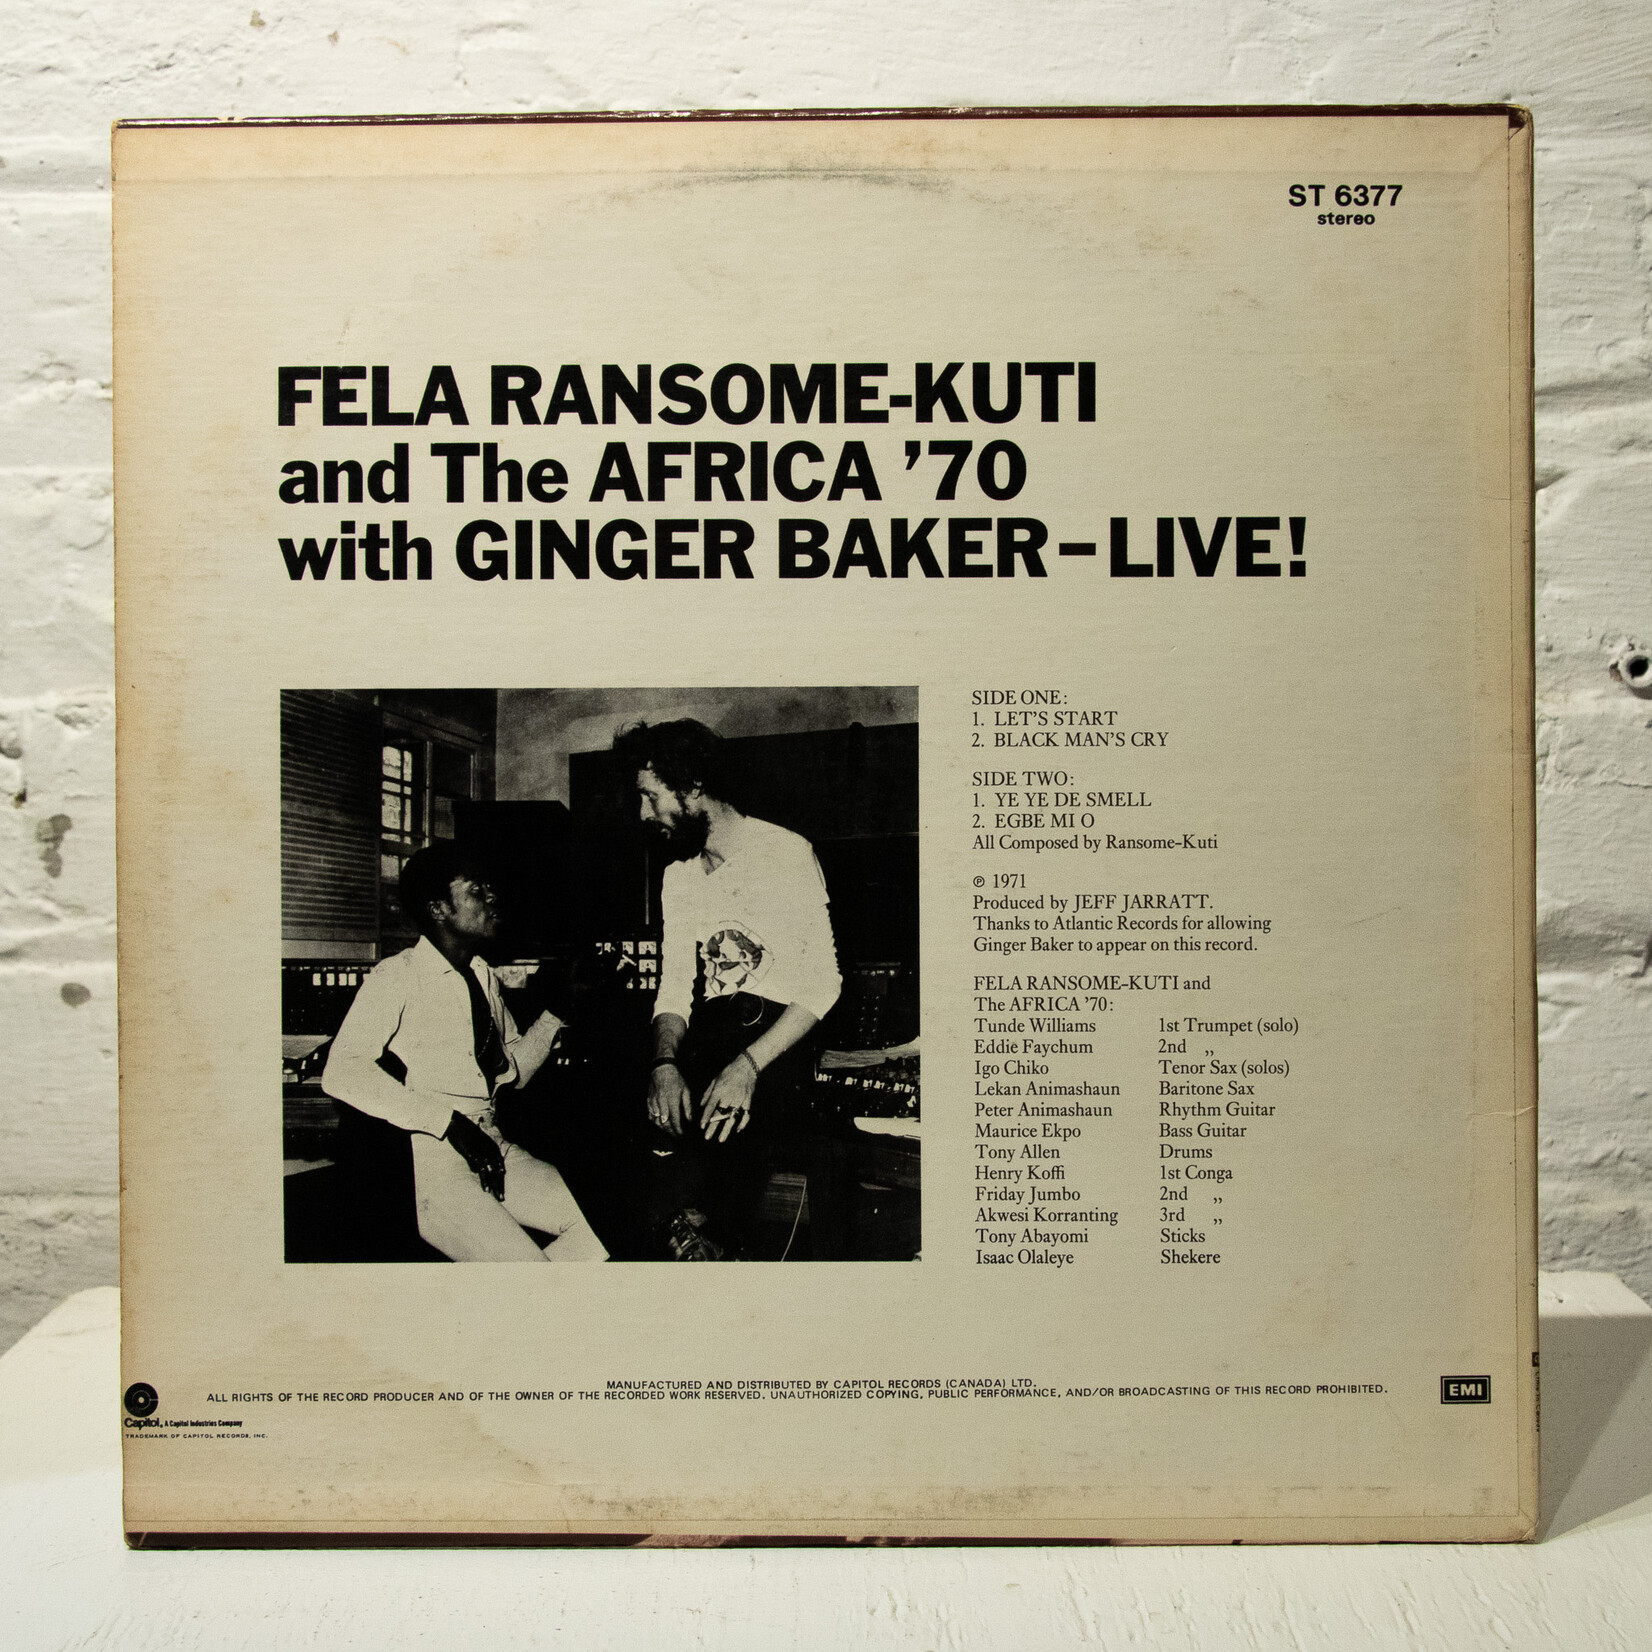 ST 6377
stereo
FELA RANSOME-KUTI
and The AFRICA '70
with GINGER BAKER–LIVE!
SIDE ONE:
1. LET'S START
2. BLACK MAN'S CRY
SIDE TWO:
1. YE YE DE SMELL
2. EGBE MI O
All Composed by Ransome-Kuti
℗ 1971
Produced by JEFF JARRATT.
Thanks to Atlantic Records for allowing
Ginger Baker to appear on this record.
FELA RANSOME-KUTI and
The AFRICA '70:
Tunde Williams 1st Trumpet (solo)
Eddie Faychum 2nd „
Igo Chiko Tenor Sax (solos)
Lekan Animashaun Baritone Sax
Peter Animashaun Rhythm Guitar
Maurice Ekpo Bass Guitar
Tony Allen Drums
Henry Koffi 1st Conga
Friday Jumbo 2nd „
Akwesi Korranting 3rd „
Tony Abayomi Sticks
Isaac Olaleye Shekere
MANUFACTURED AND DISTRIBUTED BY CAPITOL RECORDS (CANADA) LTD.
ALL RIGHTS OF THE RECORD PRODUCER AND OF THE OWNER OF THE RECORDED WORK RESERVED. UNAUTHORIZED COPYING, PUBLIC PERFORMANCE, AND/OR BROADCASTING OF THIS RECORD PROHIBITED.
EMI
Capitol. A Capitol Industries Company
TRADEMARK OF CAPITOL RECORDS, INC.